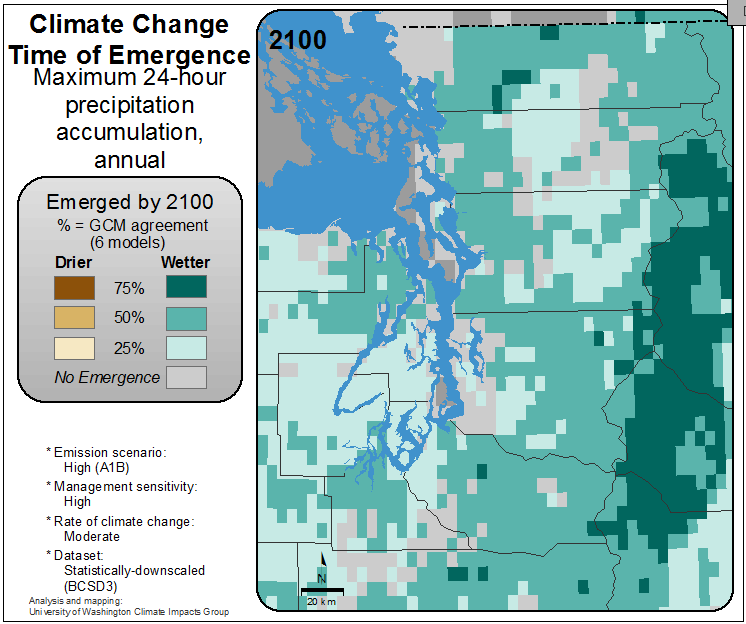 Climate Change
Time of Emergence
Maximum 24-hour
precipitation
accumulation,
annual
Emerged by 2100
% = GCM agreement
(6 models)
Drier Wetter
75%
50%
25%
No Emergence
* Emission scenario:
High (A1B)
* Management sensitivity:
High
* Rate of climate change:
Moderate
* Dataset:
Statistically-downscaled
(BCSD3)
Analysis and mapping:
University of Washington Climate Impacts Group
2100
N
20 km